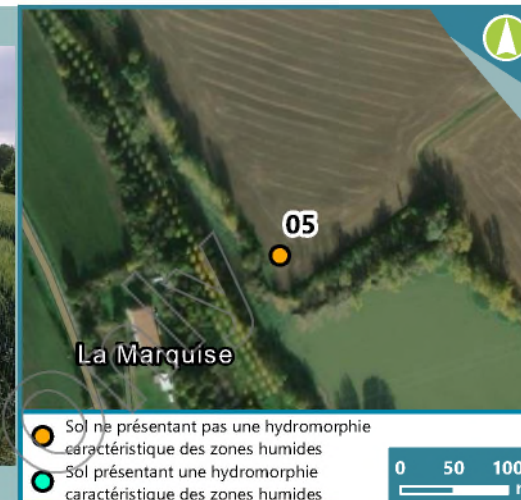 05
La Marquise
Sol ne présentant pas une hydromorphie
caractéristique des zones humides
Sol présentant une hydromorphie
caractéristique des zones humides
0 50 100